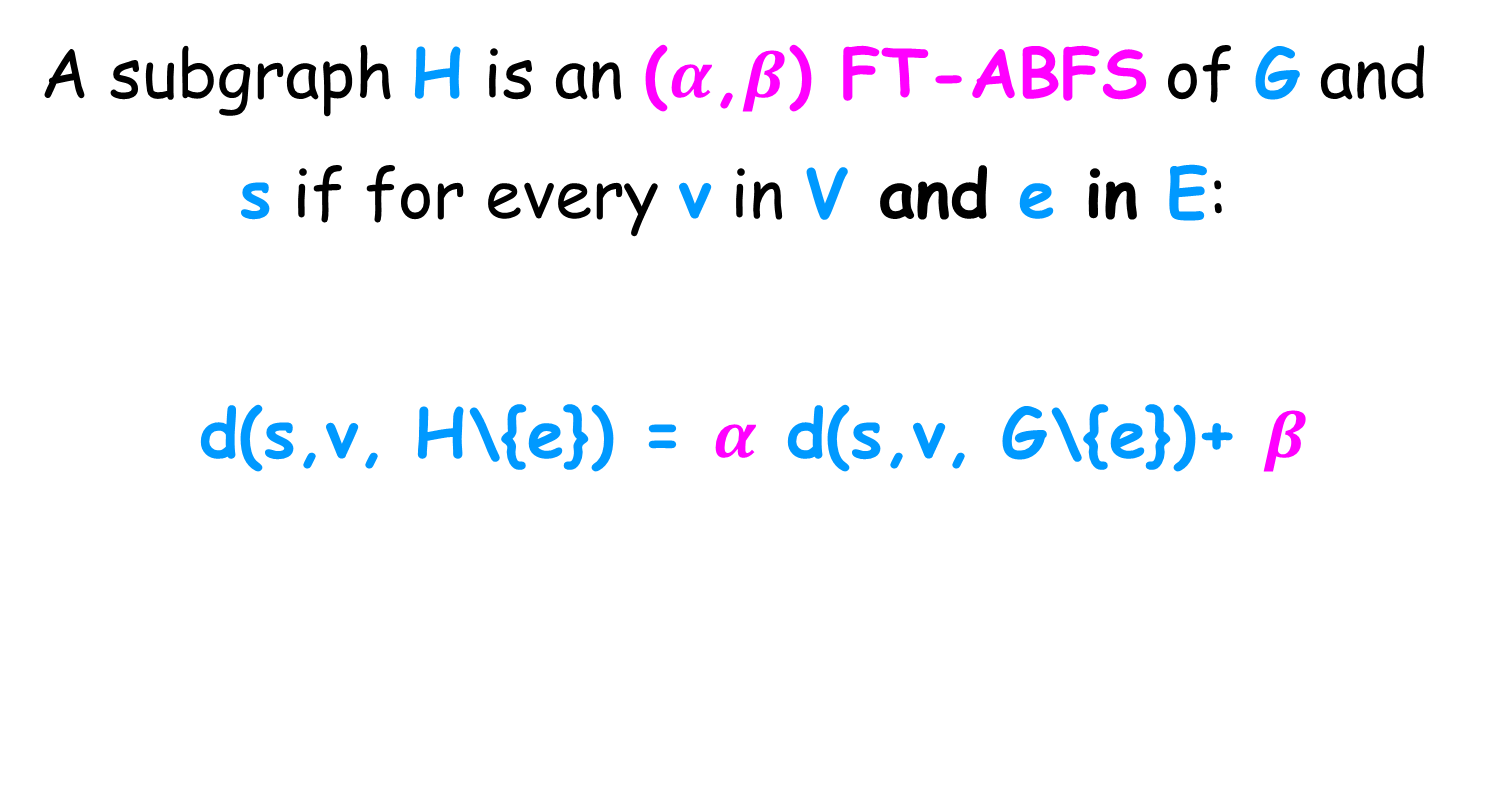 A subgraph H is an (α,β) FT-ABFS of G and
s if for every v in V and e in E:
d(s,v, H\{e}) = α d(s,v, G\{e})+ β